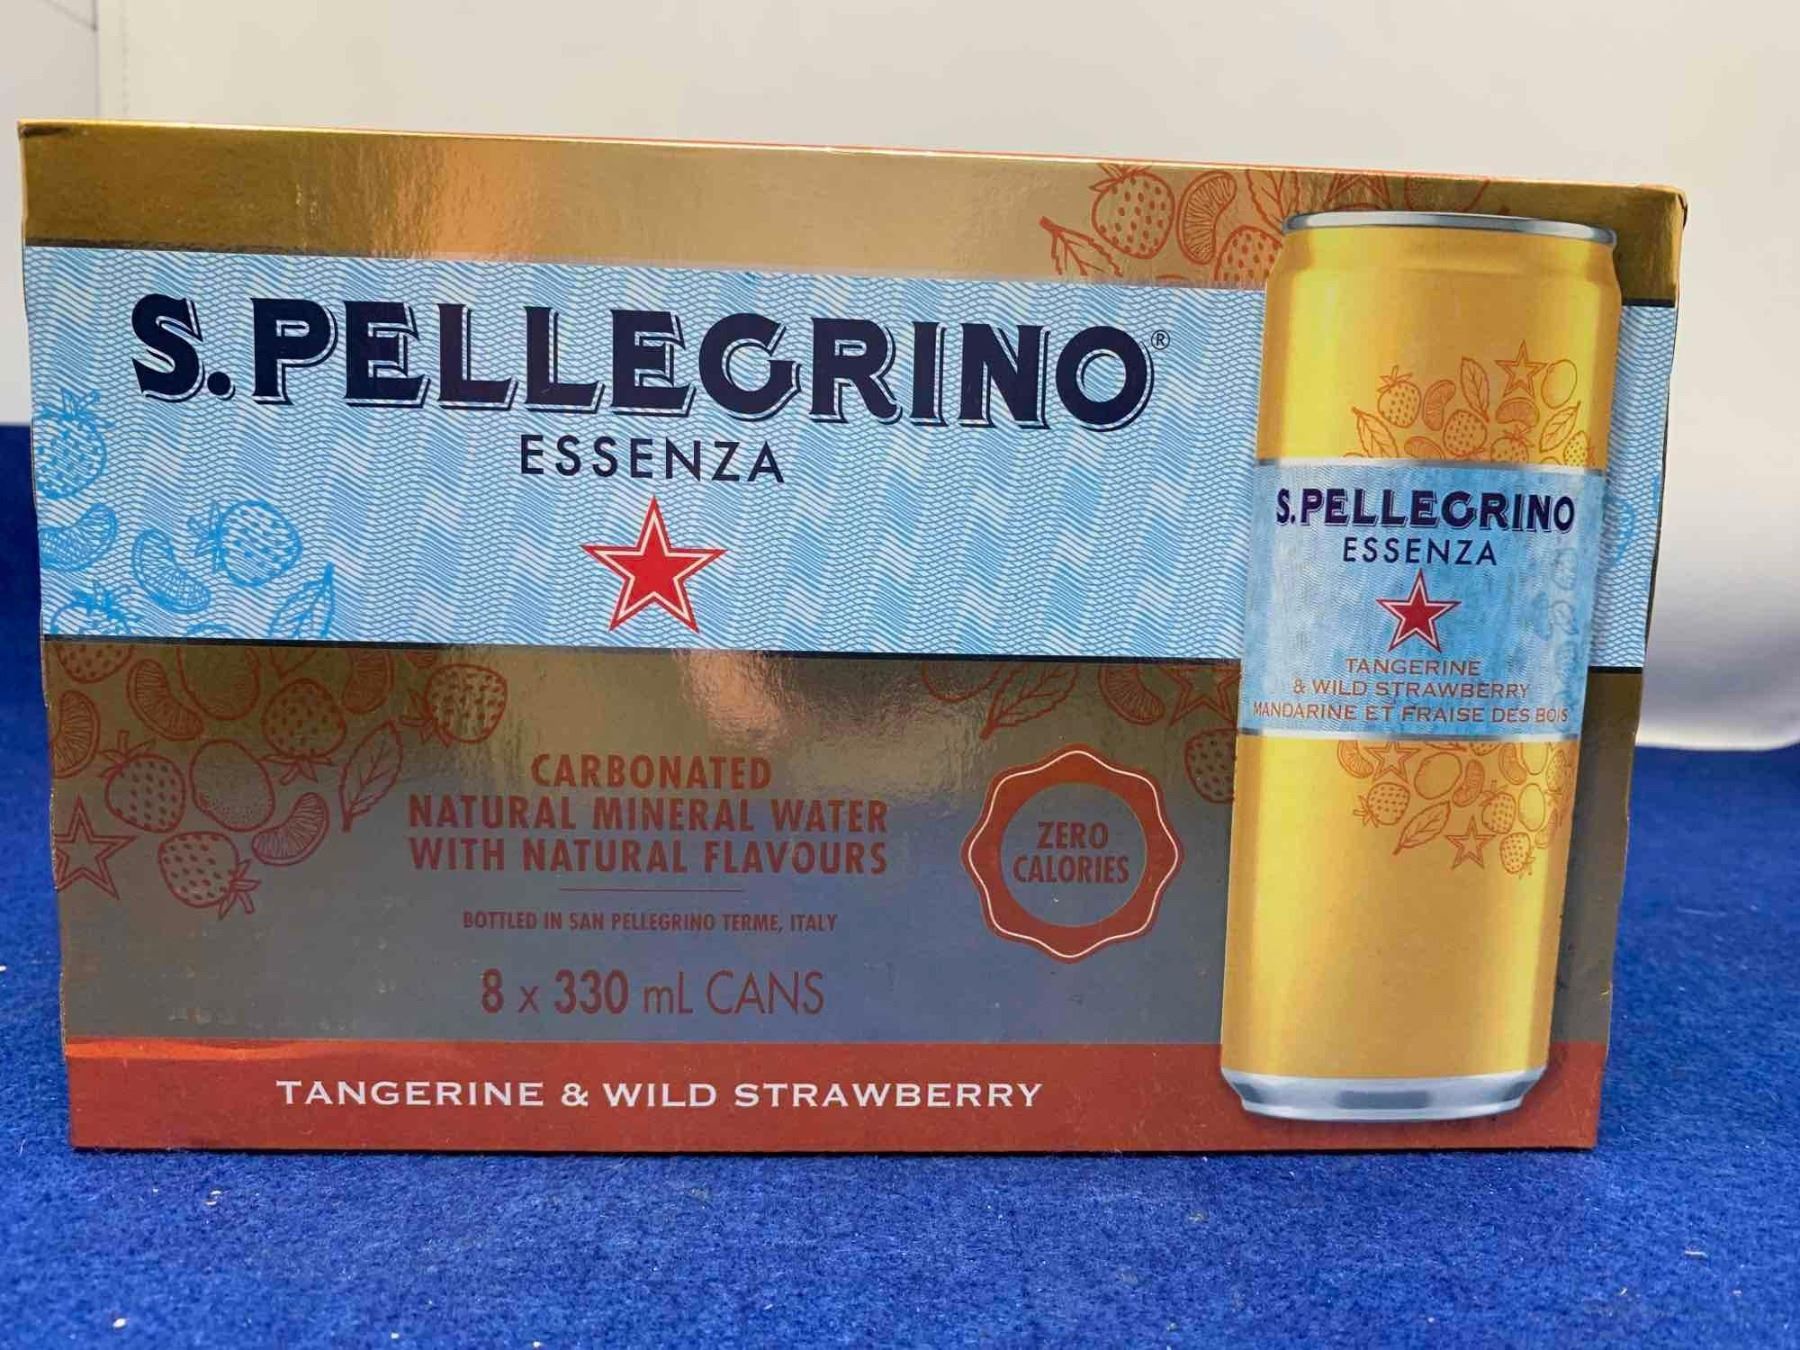 S.PELLEGRINO®
ESSENZA
CARBONATED
NATURAL MINERAL WATER
WITH NATURAL FLAVOURS
BOTTLED IN SAN PELLEGRINO TERME, ITALY
8 x 330 mL CANS
ZERO
CALORIES
TANGERINE & WILD STRAWBERRY
S.PELLEGRINO
ESSENZA
TANGERINE
& WILD STRAWBERRY
MANDARINE ET FRAISE DES BOIS